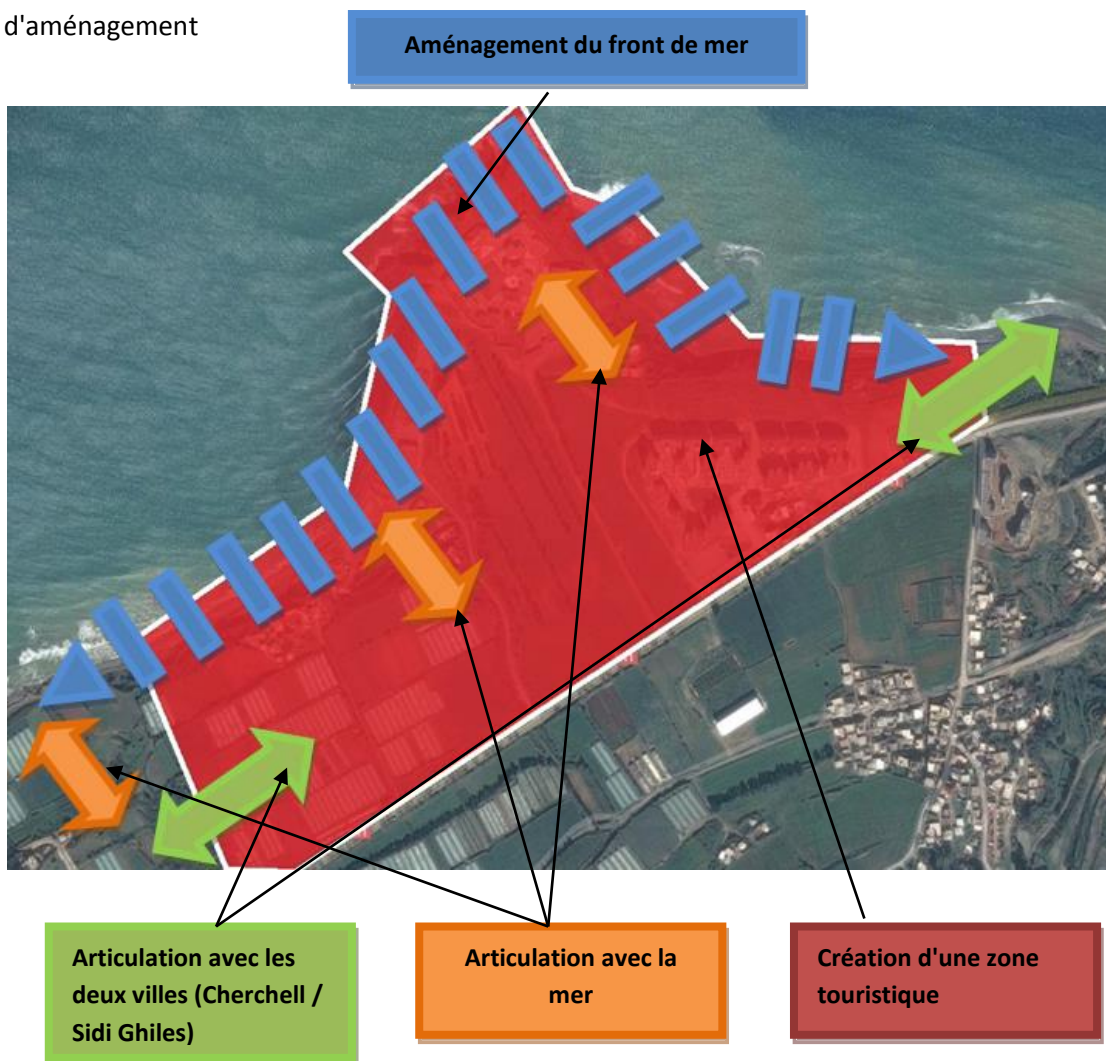 d'aménagement
Aménagement du front de mer
Articulation avec les
deux villes (Cherchell /
Sidi Ghiles)
Articulation avec la
mer
Création d'une zone
touristique